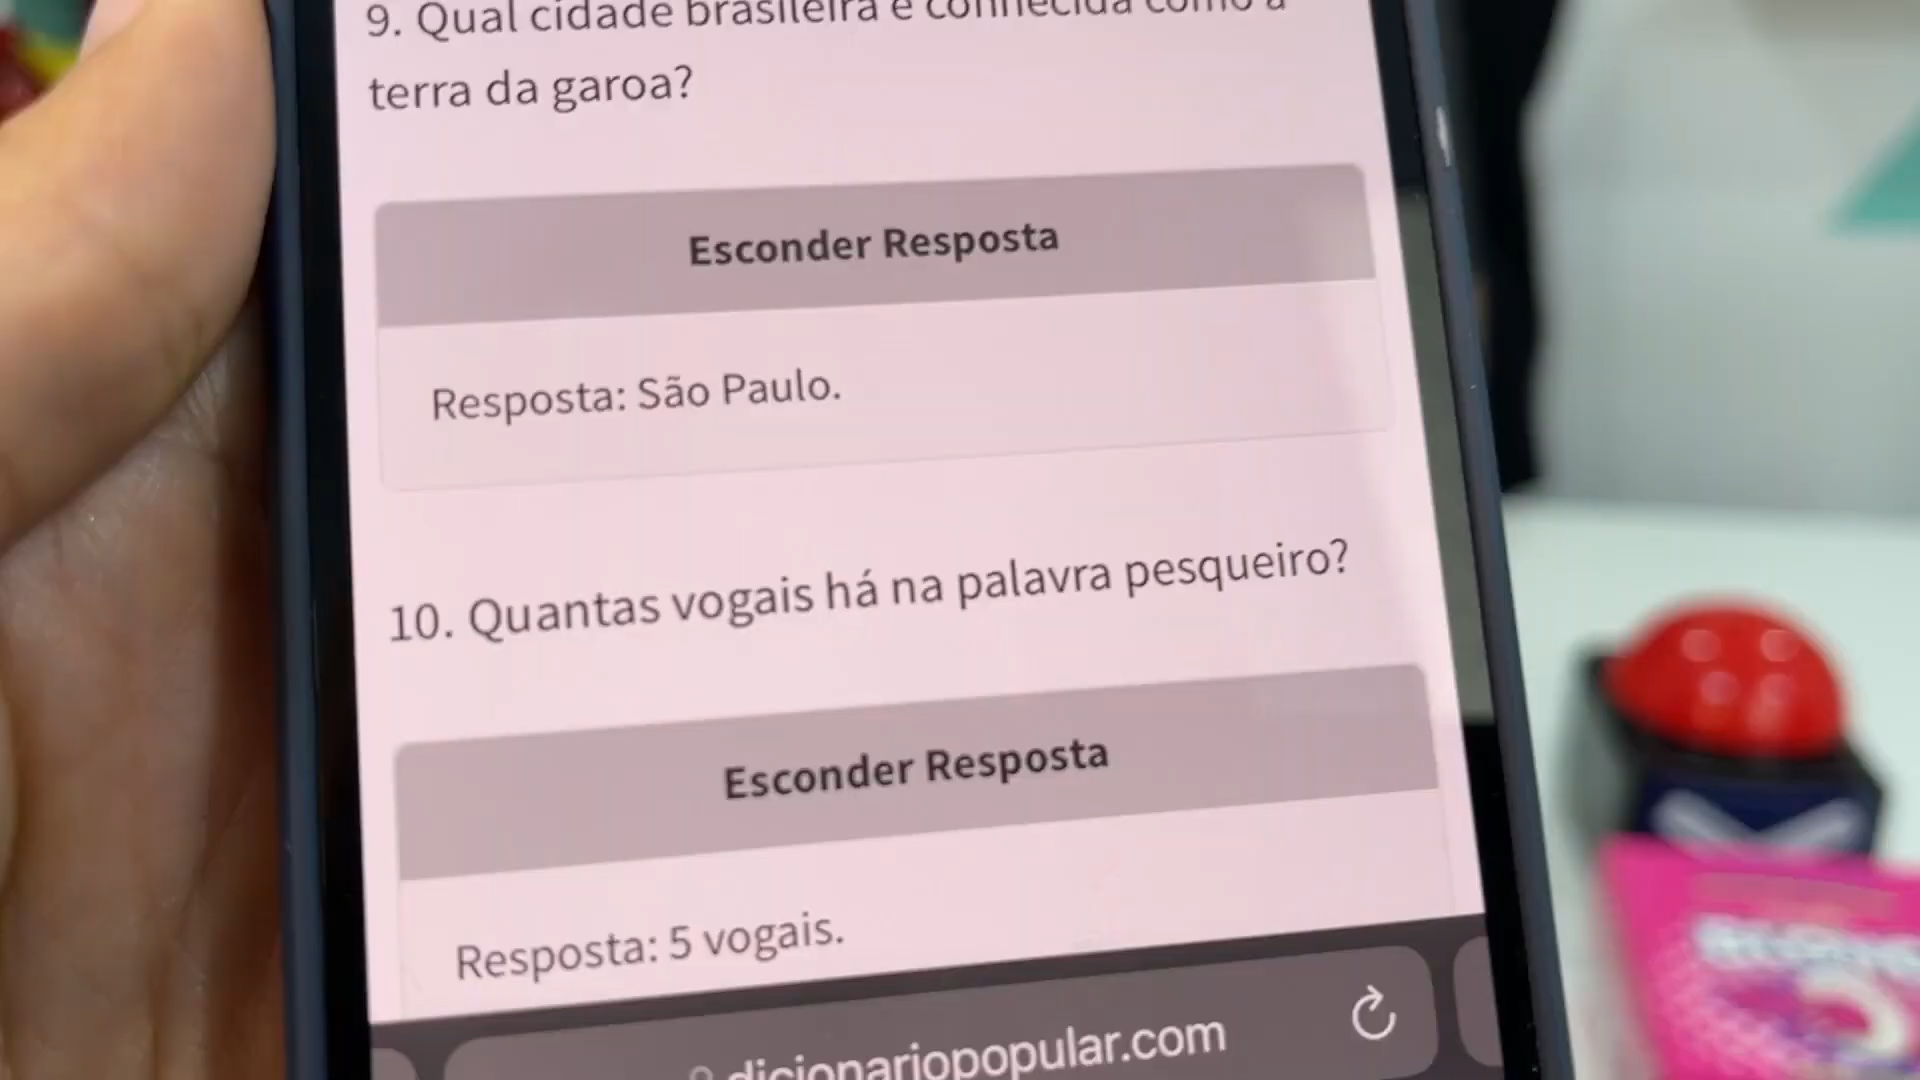 9. Qual cidade brasileira é conhecida como a
terra da garoa?
Esconder Resposta
Resposta: São Paulo.
10. Quantas vogais há na palavra pesqueiro?
Esconder Resposta
Resposta: 5 vogais.
dicionariopopular.com